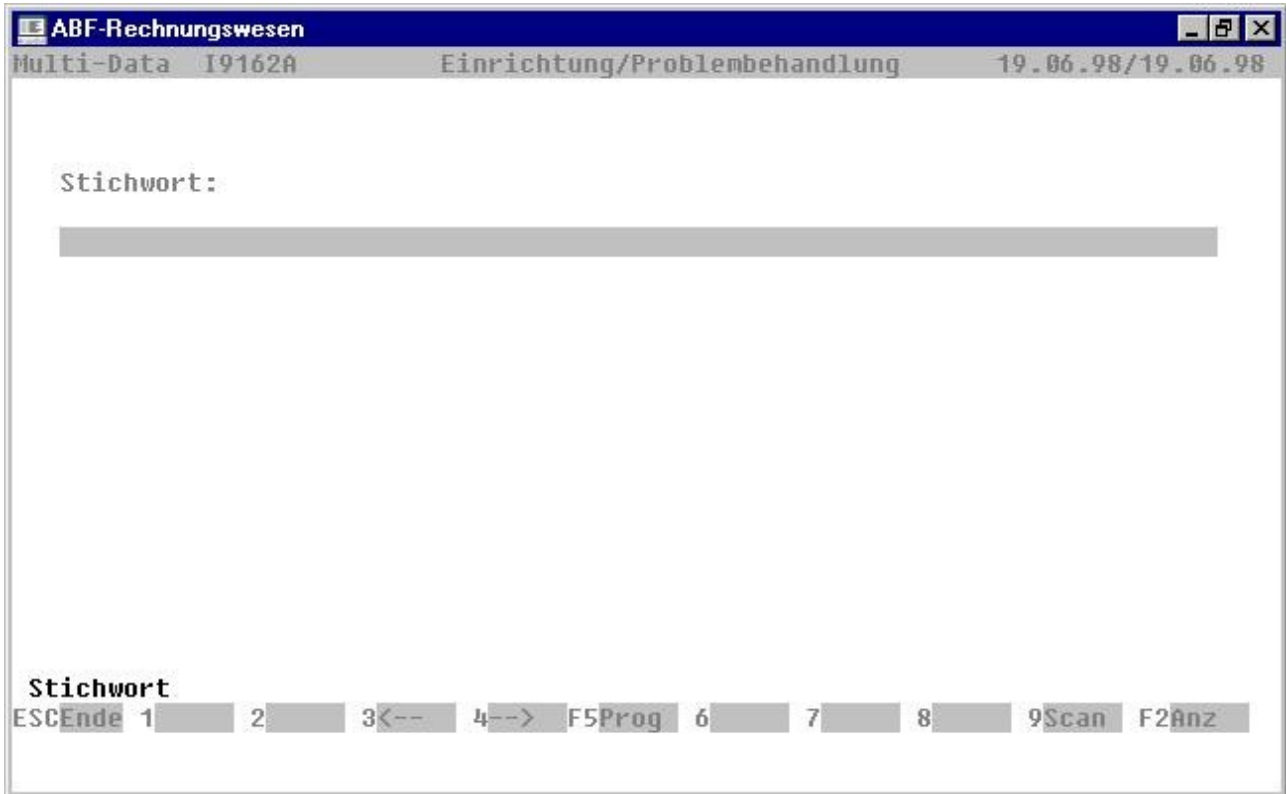 ABF-Rechnungswesen
Multi-Data I9162A Einrichtung/Problembehandlung 19.06.98/19.06.98
Stichwort:
Stichwort
ESCEnde 1 2 3<-- 4--> F5Prog 6 7 8 9Scan F2Anz